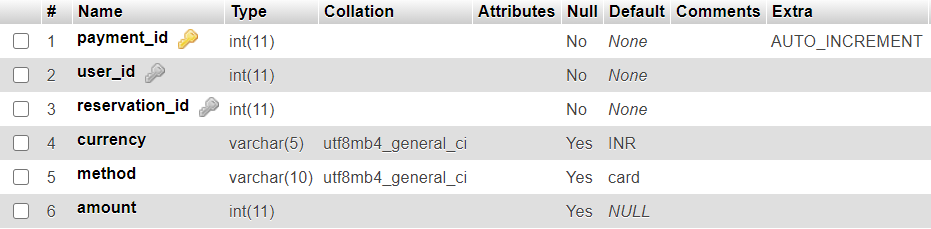 # Name Type Collation Attributes Null Default Comments Extra
1 payment_id int(11) No None AUTO_INCREMENT
2 user_id int(11) No None
3 reservation_id int(11) No None
4 currency varchar(5) utf8mb4_general_ci Yes INR
5 method varchar(10) utf8mb4_general_ci Yes card
6 amount int(11) Yes NULL